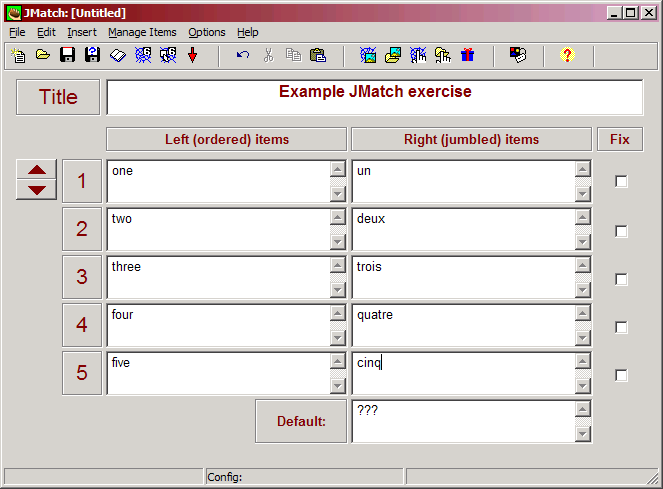 JMatch: [Untitled]
File Edit Insert Manage Items Options Help
Title
Example JMatch exercise
Left (ordered) items Right (jumbled) items Fix
1 one un
2 two deux
3 three trois
4 four quatre
5 five cinq
Default: ???
Config: